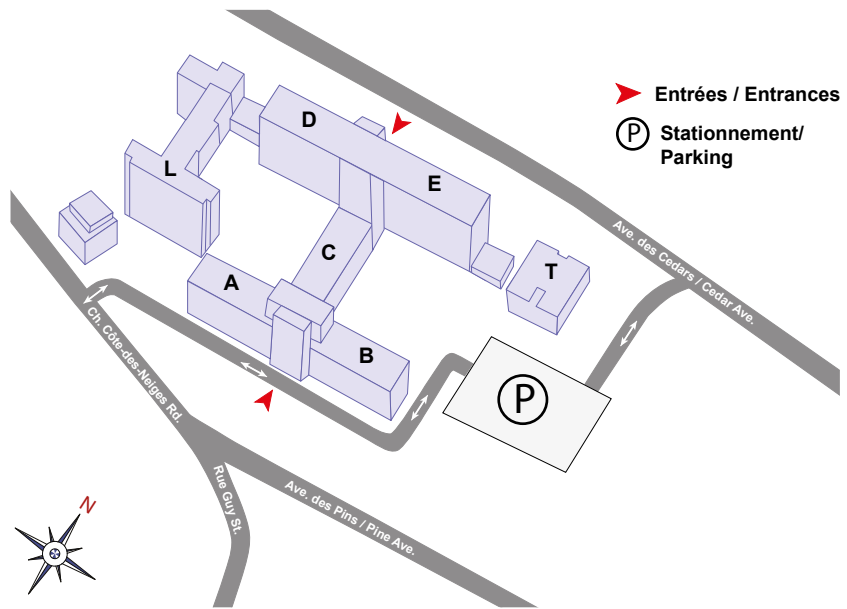 Entrées / Entrances
P
Stationnement/
Parking
D
E
L
C
A
B
T
P
Ave. des Cedars / Cedar Ave.
Ch. Côte-des-Neiges Rd.
Rue Guy St.
Ave. des Pins / Pine Ave.
N